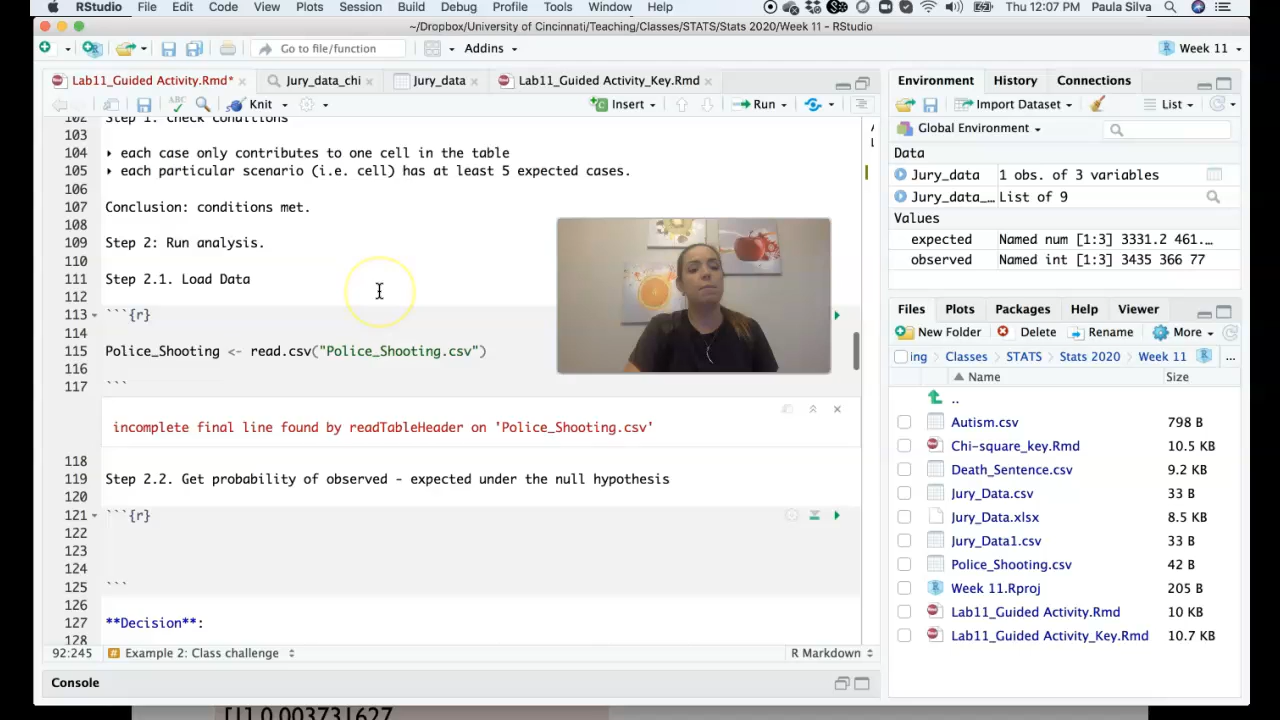 RStudio File Edit Code View Plots Session Build Debug Profile Tools Window Help Thu 12:07 PM Paula Silva
~/Dropbox/University of Cincinnati/Teaching/Classes/STATS/Stats 2020/Week 11 - RStudio
Go to file/function Addins Week 11
Lab11_Guided Activity.Rmd* Jury_data_chi Jury_data Lab11_Guided Activity_Key.Rmd
ABC Knit Insert Run
102 Step 1. Check conditions
103
104 ▸ each case only contributes to one cell in the table
105 ▸ each particular scenario (i.e. cell) has at least 5 expected cases.
106
107 Conclusion: conditions met.
108
109 Step 2: Run analysis.
110
111 Step 2.1. Load Data
112
113 ```{r}
114
115 Police_Shooting <- read.csv("Police_Shooting.csv")
116
117 ```
incomplete final line found by readTableHeader on 'Police_Shooting.csv'
118
119 Step 2.2. Get probability of observed - expected under the null hypothesis
120
121 ```{r}
122
123
124
125 ```
126
127 **Decision**:
128
92:245 # Example 2: Class challenge R Markdown
Console
[1] 0.003731627
Environment History Connections
Import Dataset List
Global Environment
Data
Jury_data 1 obs. of 3 variables
Jury_data_… List of 9
Values
expected Named num [1:3] 3331.2 461.…
observed Named int [1:3] 3435 366 77
Files Plots Packages Help Viewer
New Folder Delete Rename More
ing Classes STATS Stats 2020 Week 11 ...
Name Size
..
Autism.csv 798 B
Chi-square_key.Rmd 10.5 KB
Death_Sentence.csv 9.2 KB
Jury_Data.csv 33 B
Jury_Data.xlsx 8.5 KB
Jury_Data1.csv 33 B
Police_Shooting.csv 42 B
Week 11.Rproj 205 B
Lab11_Guided Activity.Rmd 10 KB
Lab11_Guided Activity_Key.Rmd 10.7 KB